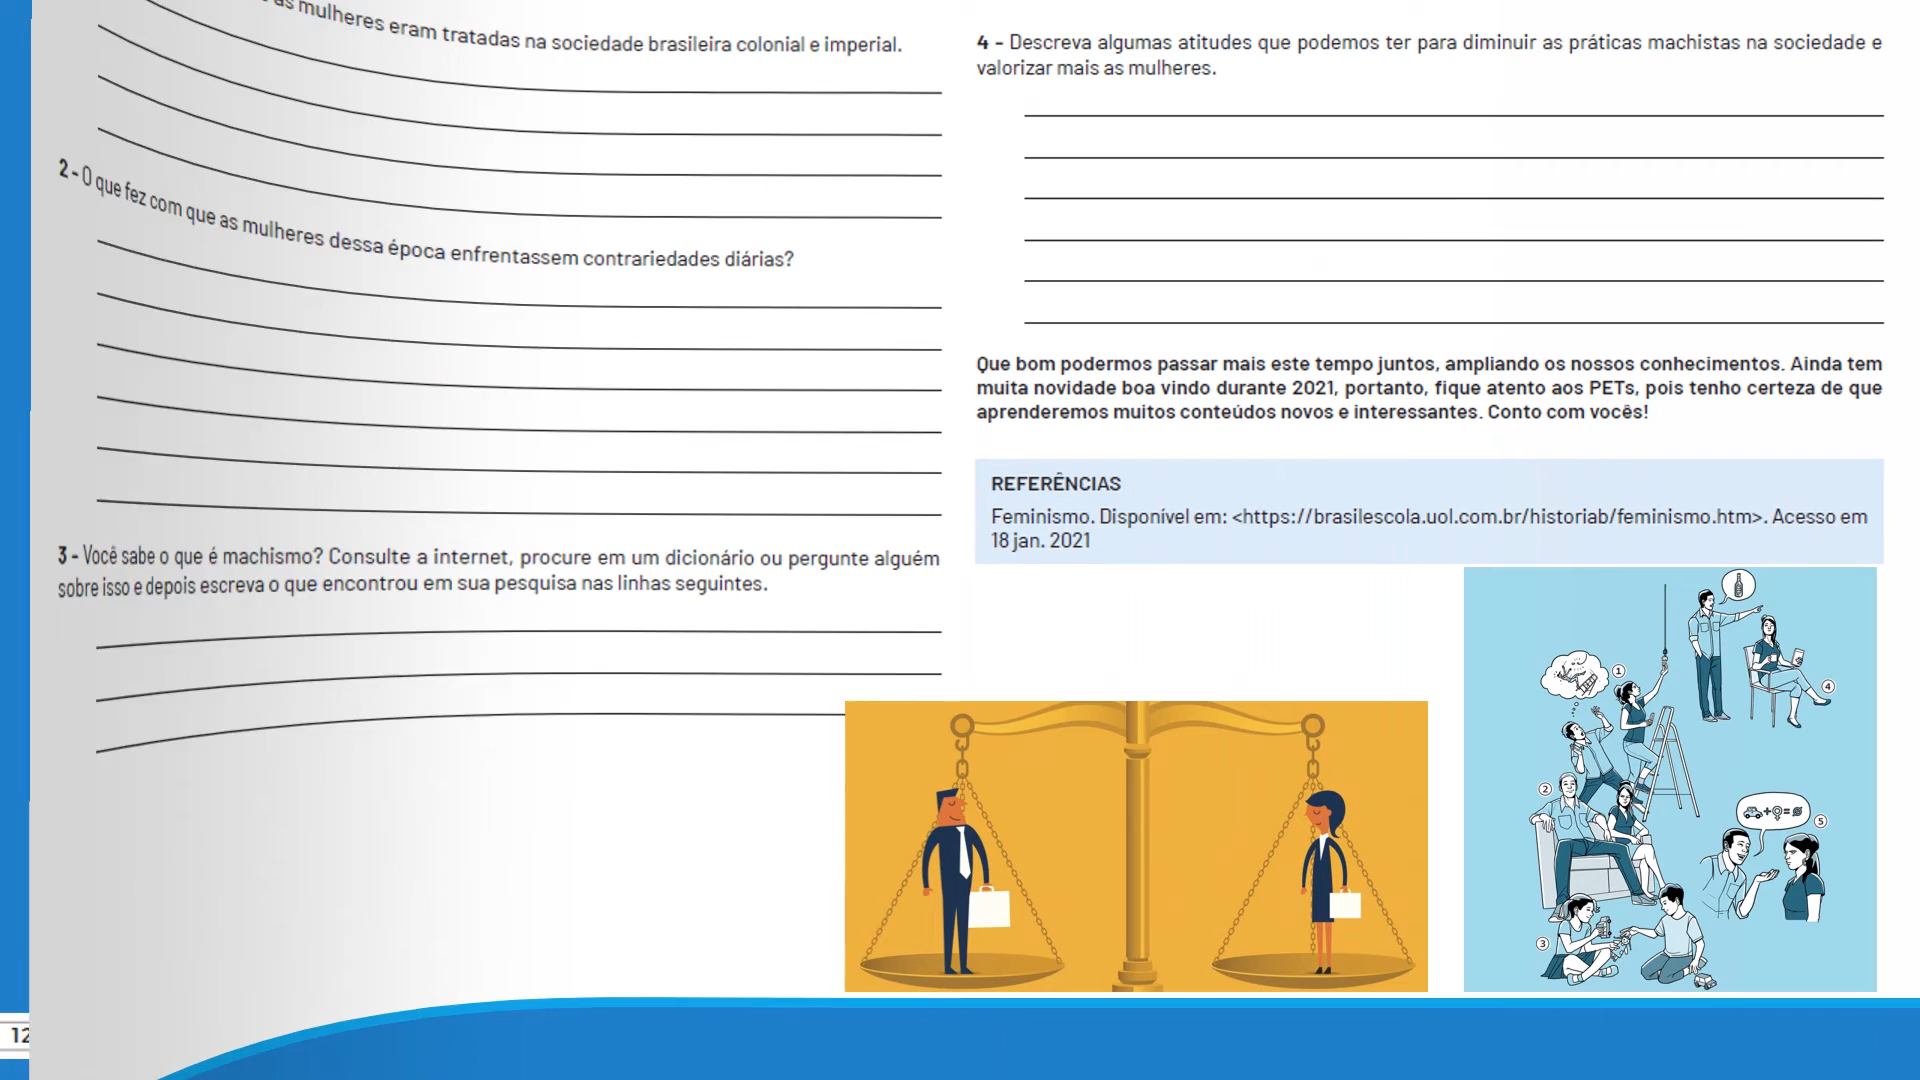 as mulheres eram tratadas na sociedade brasileira colonial e imperial.
2 - O que fez com que as mulheres dessa época enfrentassem contrariedades diárias?
3 - Você sabe o que é machismo? Consulte a internet, procure em um dicionário ou pergunte alguém
sobre isso e depois escreva o que encontrou em sua pesquisa nas linhas seguintes.
12
4 - Descreva algumas atitudes que podemos ter para diminuir as práticas machistas na sociedade e
valorizar mais as mulheres.
Que bom podermos passar mais este tempo juntos, ampliando os nossos conhecimentos. Ainda tem
muita novidade boa vindo durante 2021, portanto, fique atento aos PETs, pois tenho certeza de que
aprenderemos muitos conteúdos novos e interessantes. Conto com vocês!
REFERÊNCIAS
Feminismo. Disponível em: <https://brasilescola.uol.com.br/historiab/feminismo.htm>. Acesso em
18 jan. 2021
1
4
2
5
3